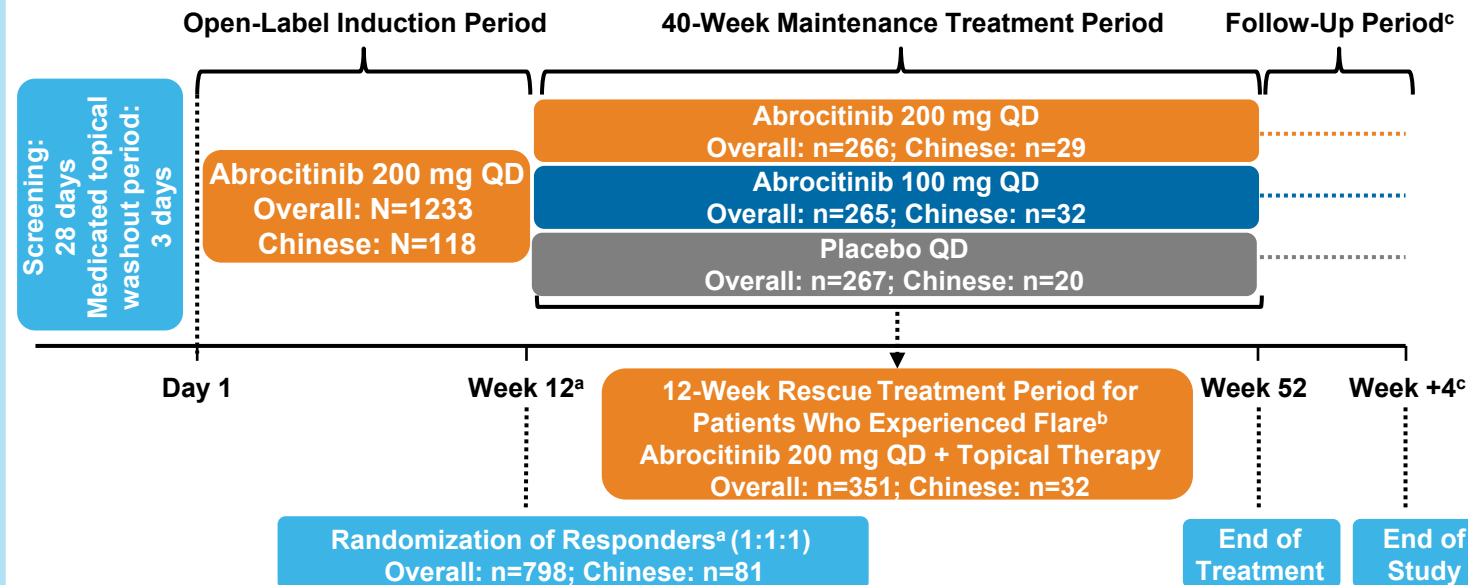 Open-Label Induction Period
40-Week Maintenance Treatment Period
Follow-Up Periodᶜ
Screening:
28 days
Medicated topical
washout period:
3 days
Abrocitinib 200 mg QD
Overall: N=1233
Chinese: N=118
Abrocitinib 200 mg QD
Overall: n=266; Chinese: n=29
Abrocitinib 100 mg QD
Overall: n=265; Chinese: n=32
Placebo QD
Overall: n=267; Chinese: n=20
Day 1
Week 12ᵃ
12-Week Rescue Treatment Period for
Patients Who Experienced Flareᵇ
Abrocitinib 200 mg QD + Topical Therapy
Overall: n=351; Chinese: n=32
Week 52
Week +4ᶜ
Randomization of Respondersᵃ (1:1:1)
Overall: n=798; Chinese: n=81
End of
Treatment
End of
Study